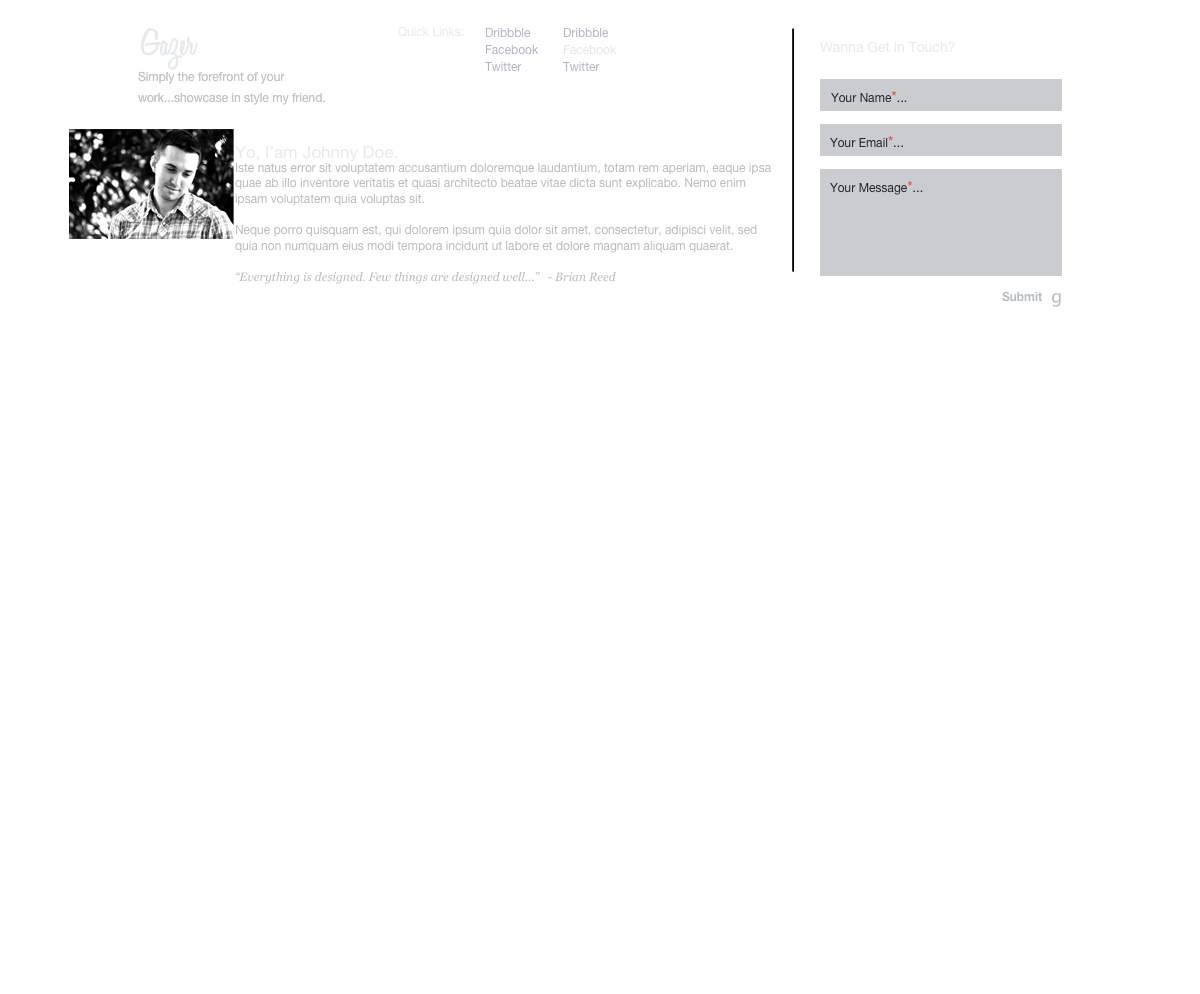 Gazer
Simply the forefront of your
work...showcase in style my friend.
Quick Links:
Dribbble
Facebook
Twitter
Dribbble
Facebook
Twitter
Yo, I'am Johnny Doe.
Iste natus error sit voluptatem accusantium doloremque laudantium, totam rem aperiam, eaque ipsa
quae ab illo inventore veritatis et quasi architecto beatae vitae dicta sunt explicabo. Nemo enim
ipsam voluptatem quia voluptas sit.
Neque porro quisquam est, qui dolorem ipsum quia dolor sit amet, consectetur, adipisci velit, sed
quia non numquam eius modi tempora incidunt ut labore et dolore magnam aliquam quaerat.
“Everything is designed. Few things are designed well...” - Brian Reed
Wanna Get in Touch?
Your Name*...
Your Email*...
Your Message*...
Submit g